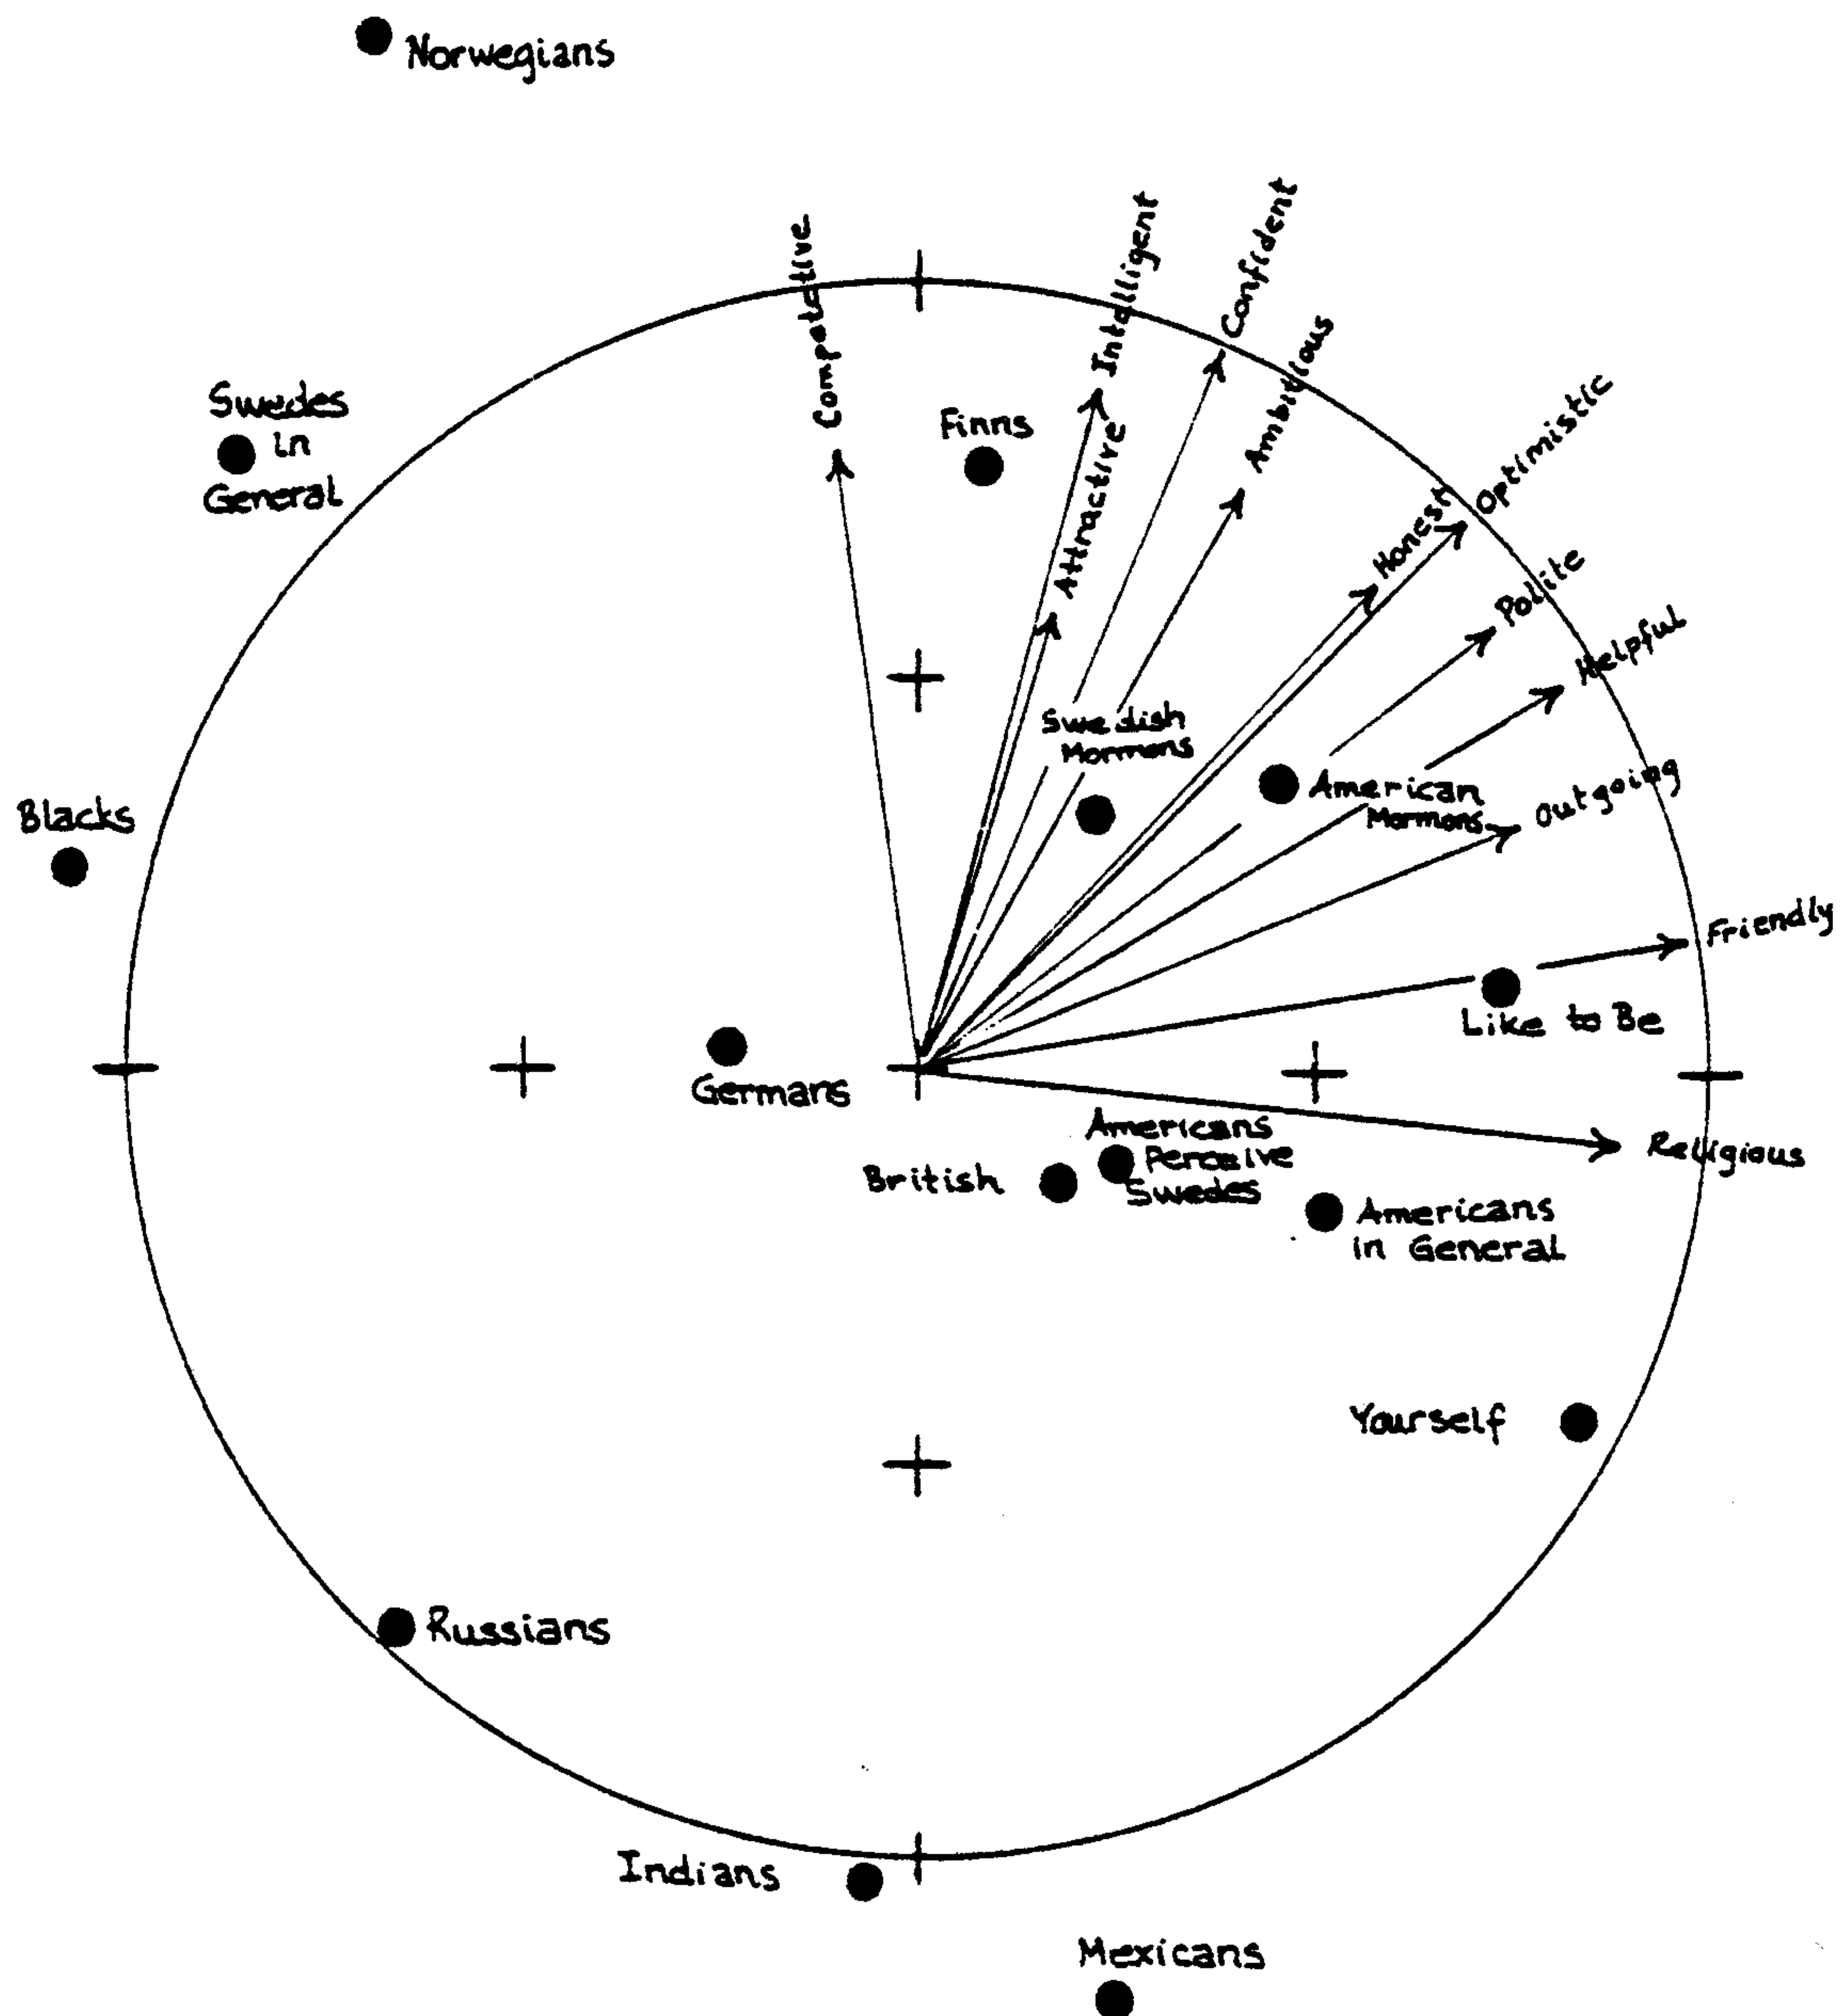 Norwegians
Competetive
Intelligent
Confident
Ambitious
Attractive
Finns
Optimistic
Honest
Swedes
in
General
Polite
Helpful
Swedish
Mormons
American
Mormons
Outgoing
Blacks
Friendly
Like to Be
Germans
Americans
Perceive
Swedes
British
Religious
Americans
in General
Yourself
Russians
Indians
Mexicans